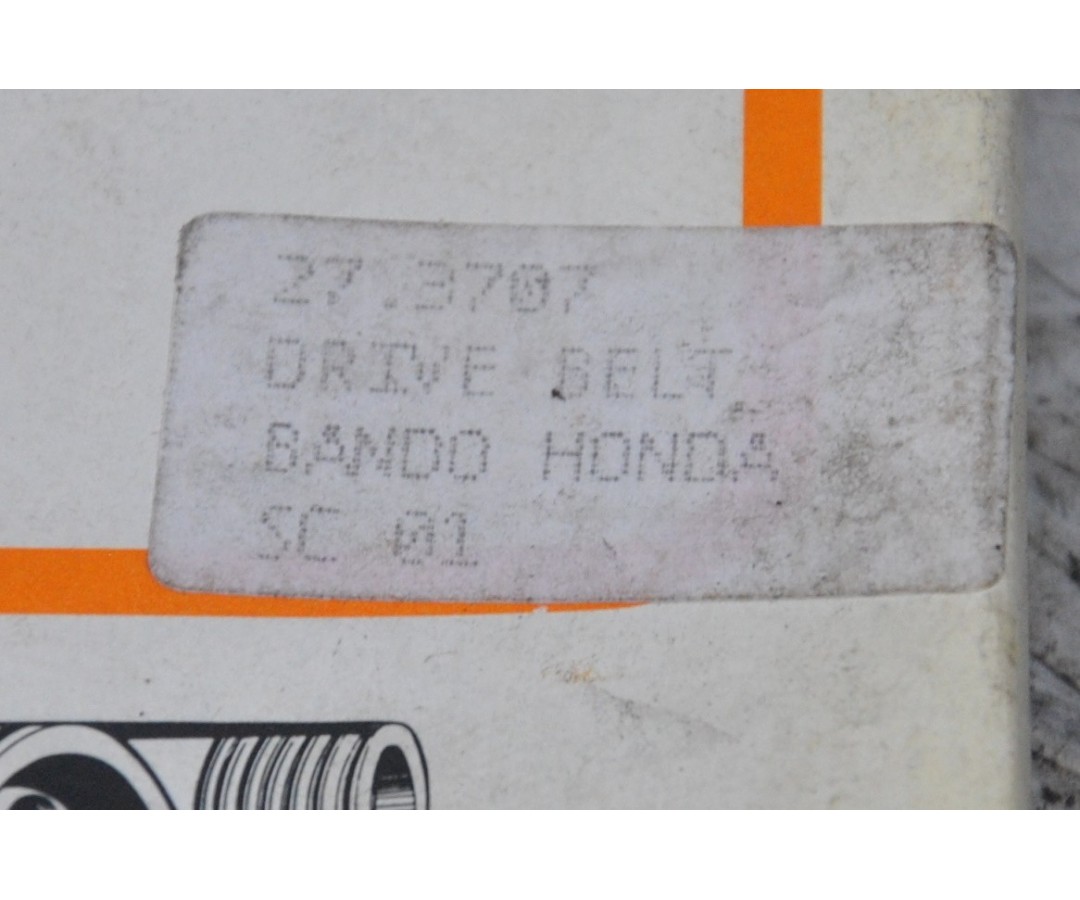 27.3707
DRIVE BELT
BANDO HONDA
SC 01